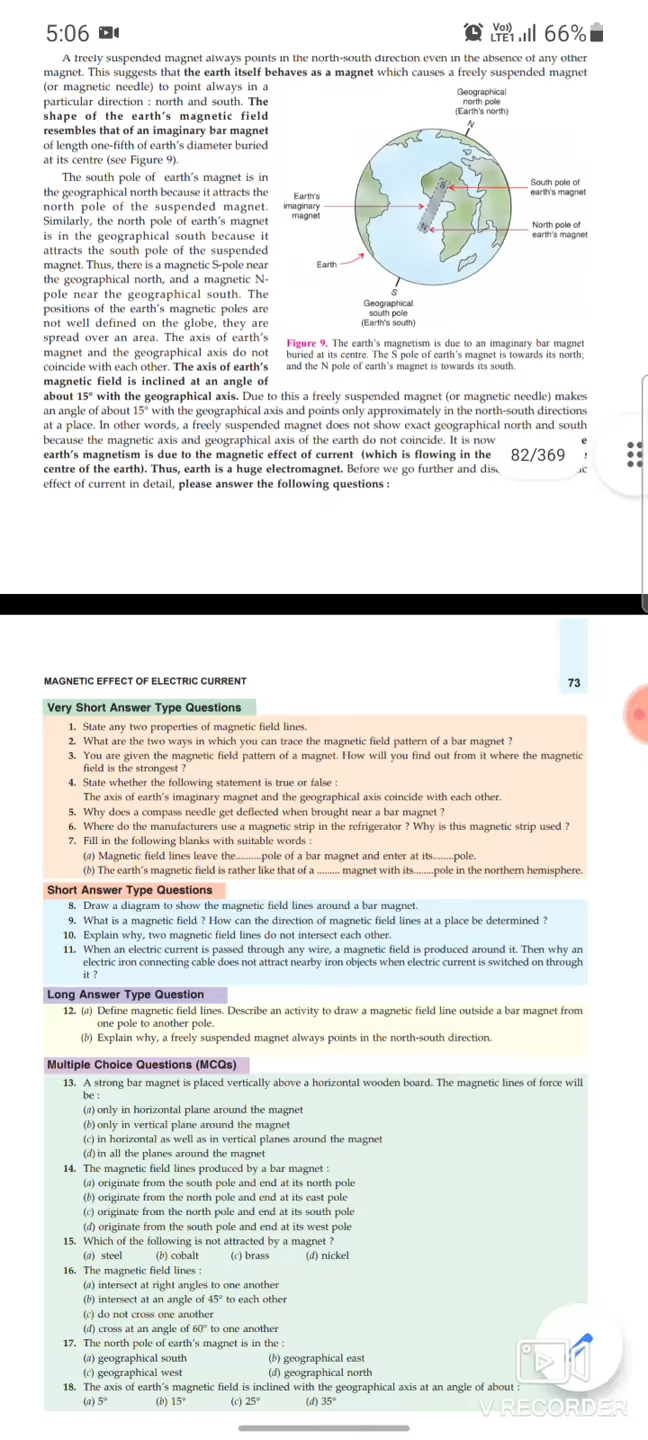 5:06
Vo)) LTE1 66%
A freely suspended magnet always points in the north-south direction even in the absence of any other
magnet. This suggests that the earth itself behaves as a magnet which causes a freely suspended magnet
(or magnetic needle) to point always in a
particular direction : north and south. The
shape of the earth's magnetic field
resembles that of an imaginary bar magnet
of length one-fifth of earth's diameter buried
at its centre (see Figure 9).
The south pole of earth's magnet is in
the geographical north because it attracts the
north pole of the suspended magnet.
Similarly, the north pole of earth's magnet
is in the geographical south because it
attracts the south pole of the suspended
magnet. Thus, there is a magnetic S-pole near
the geographical north, and a magnetic N-
pole near the geographical south. The
positions of the earth's magnetic poles are
not well defined on the globe, they are
spread over an area. The axis of earth's
magnet and the geographical axis do not
coincide with each other. The axis of earth's
magnetic field is inclined at an angle of
Geographical
north pole
(Earth's north)
N
South pole of
earth's magnet
S
Earth's
imaginary
magnet
North pole of
earth's magnet
N
Earth
S
Geographical
south pole
(Earth's south)
Figure 9. The earth's magnetism is due to an imaginary bar magnet
buried at its centre. The S pole of earth's magnet is towards its north;
and the N pole of earth's magnet is towards its south.
about 15° with the geographical axis. Due to this a freely suspended magnet (or magnetic needle) makes
an angle of about 15° with the geographical axis and points only approximately in the north-south directions
at a place. In other words, a freely suspended magnet does not show exact geographical north and south
because the magnetic axis and geographical axis of the earth do not coincide. It is now e
earth's magnetism is due to the magnetic effect of current (which is flowing in the
82/369
centre of the earth). Thus, earth is a huge electromagnet. Before we go further and dis ic
effect of current in detail, please answer the following questions :
MAGNETIC EFFECT OF ELECTRIC CURRENT 73
Very Short Answer Type Questions
1. State any two properties of magnetic field lines.
2. What are the two ways in which you can trace the magnetic field pattern of a bar magnet ?
3. You are given the magnetic field pattern of a magnet. How will you find out from it where the magnetic
field is the strongest ?
4. State whether the following statement is true or false :
The axis of earth's imaginary magnet and the geographical axis coincide with each other.
5. Why does a compass needle get deflected when brought near a bar magnet ?
6. Where do the manufacturers use a magnetic strip in the refrigerator ? Why is this magnetic strip used ?
7. Fill in the following blanks with suitable words :
(a) Magnetic field lines leave the..........pole of a bar magnet and enter at its........pole.
(b) The earth's magnetic field is rather like that of a ......... magnet with its........pole in the northern hemisphere.
Short Answer Type Questions
8. Draw a diagram to show the magnetic field lines around a bar magnet.
9. What is a magnetic field ? How can the direction of magnetic field lines at a place be determined ?
10. Explain why, two magnetic field lines do not intersect each other.
11. When an electric current is passed through any wire, a magnetic field is produced around it. Then why an
electric iron connecting cable does not attract nearby iron objects when electric current is switched on through
it ?
Long Answer Type Question
12. (a) Define magnetic field lines. Describe an activity to draw a magnetic field line outside a bar magnet from
one pole to another pole.
(b) Explain why, a freely suspended magnet always points in the north-south direction.
Multiple Choice Questions (MCQs)
13. A strong bar magnet is placed vertically above a horizontal wooden board. The magnetic lines of force will
be :
(a) only in horizontal plane around the magnet
(b) only in vertical plane around the magnet
(c) in horizontal as well as in vertical planes around the magnet
(d) in all the planes around the magnet
14. The magnetic field lines produced by a bar magnet :
(a) originate from the south pole and end at its north pole
(b) originate from the north pole and end at its east pole
(c) originate from the north pole and end at its south pole
(d) originate from the south pole and end at its west pole
15. Which of the following is not attracted by a magnet ?
(a) steel (b) cobalt (c) brass (d) nickel
16. The magnetic field lines :
(a) intersect at right angles to one another
(b) intersect at an angle of 45° to each other
(c) do not cross one another
(d) cross at an angle of 60° to one another
17. The north pole of earth's magnet is in the :
(a) geographical south (b) geographical east
(c) geographical west (d) geographical north
18. The axis of earth's magnetic field is inclined with the geographical axis at an angle of about :
(a) 5° (b) 15° (c) 25° (d) 35°
V RECORDER